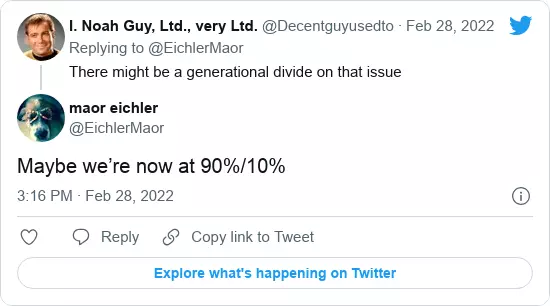 I. Noah Guy, Ltd., very Ltd. @Decentguyusedto · Feb 28, 2022
Replying to @EichlerMaor
There might be a generational divide on that issue
maor eichler
@EichlerMaor
Maybe we’re now at 90%/10%
3:16 PM · Feb 28, 2022
Reply
Copy link to Tweet
Explore what's happening on Twitter